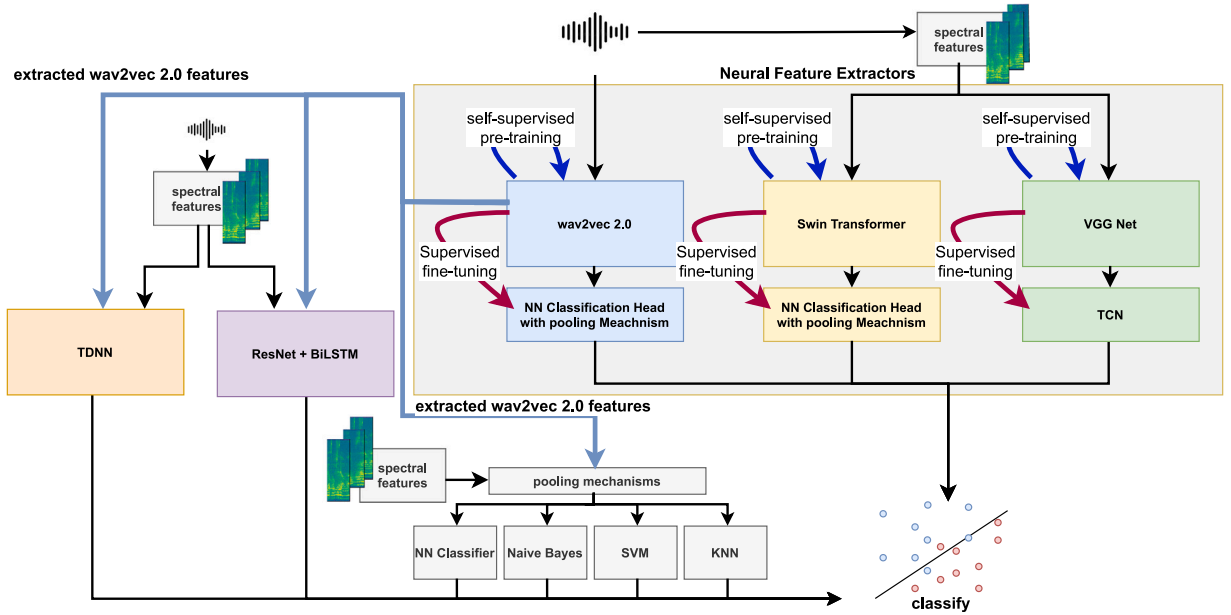 spectral
features
extracted wav2vec 2.0 features
Neural Feature Extractors
self-supervised
pre-training
self-supervised
pre-training
self-supervised
pre-training
spectral
features
wav2vec 2.0
Swin Transformer
VGG Net
Supervised
fine-tuning
Supervised
fine-tuning
Supervised
fine-tuning
NN Classification Head
with pooling Meachnism
NN Classification Head
with pooling Meachnism
TCN
TDNN
ResNet + BiLSTM
extracted wav2vec 2.0 features
spectral
features
pooling mechanisms
NN Classifier
Naive Bayes
SVM
KNN
classify